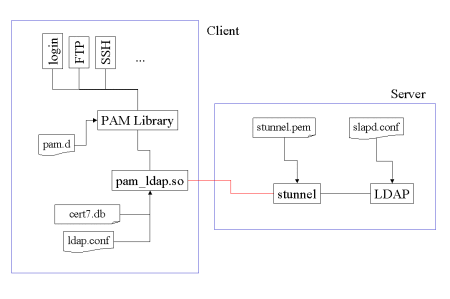 Client
login
FTP
SSH
...
Server
PAM Library
pam.d
stunnel.pem
slapd.conf
pam_ldap.so
stunnel
LDAP
cert7.db
ldap.conf